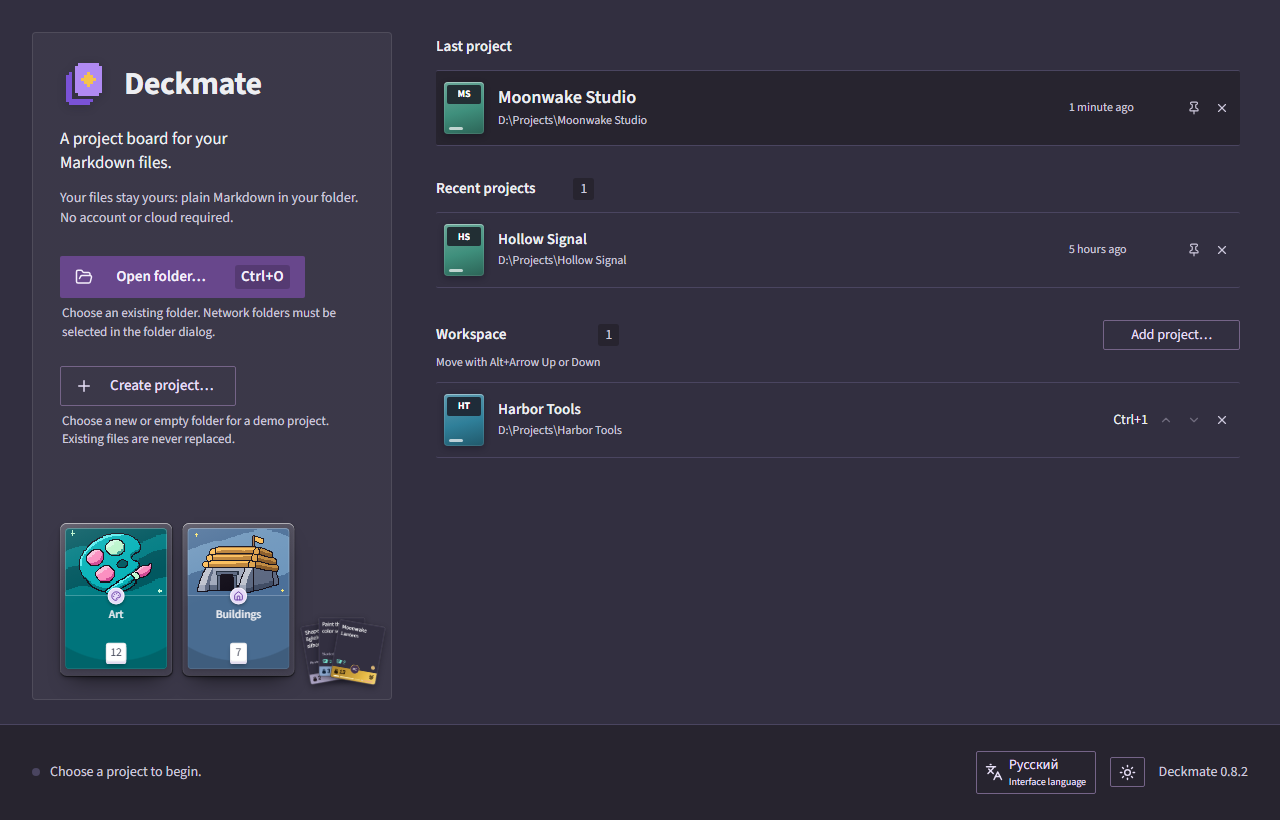 Deckmate
A project board for your
Markdown files.
Your files stay yours: plain Markdown in your folder.
No account or cloud required.
Open folder… Ctrl+O
Choose an existing folder. Network folders must be
selected in the folder dialog.
Create project…
Choose a new or empty folder for a demo project.
Existing files are never replaced.
Art
12
Buildings
7
Moonwake
Lantern
Last project
MS
Moonwake Studio
D:\Projects\Moonwake Studio
1 minute ago
Recent projects 1
HS
Hollow Signal
D:\Projects\Hollow Signal
5 hours ago
Workspace 1
Add project…
Move with Alt+Arrow Up or Down
HT
Harbor Tools
D:\Projects\Harbor Tools
Ctrl+1
Choose a project to begin.
Русский
Interface language
Deckmate 0.8.2